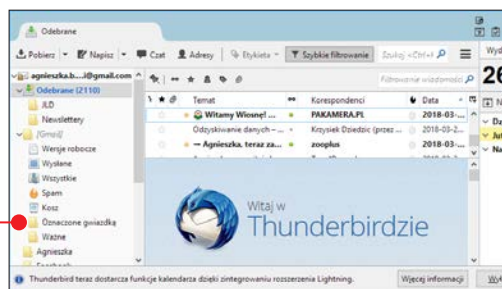 Odebrane
Pobierz Napisz Czat Adresy Etykieta Szybkie filtrowanie Szukaj <Ctrl+
agnieszka.b...i@gmail.com
Filtrowanie wiadomości
Odebrane (2110)
JLD
Newslettery
[Gmail]
Wersje robocze
Wysłane
Wszystkie
Spam
Kosz
Oznaczone gwiazdką
Ważne
Agnieszka
Temat Korespondenci Data
Witamy Wiosnę! ... PAKAMERA.PL 2018-03-...
Odzyskiwanie danych – ... Krzysiek Dziedzic (przez ... 2018-03-2...
Agnieszka, teraz za... zooplus 2018-03-...
Witaj w
Thunderbirdzie
Thunderbird teraz dostarcza funkcje kalendarza dzięki zintegrowaniu rozszerzenia Lightning. Więcej informacji
26